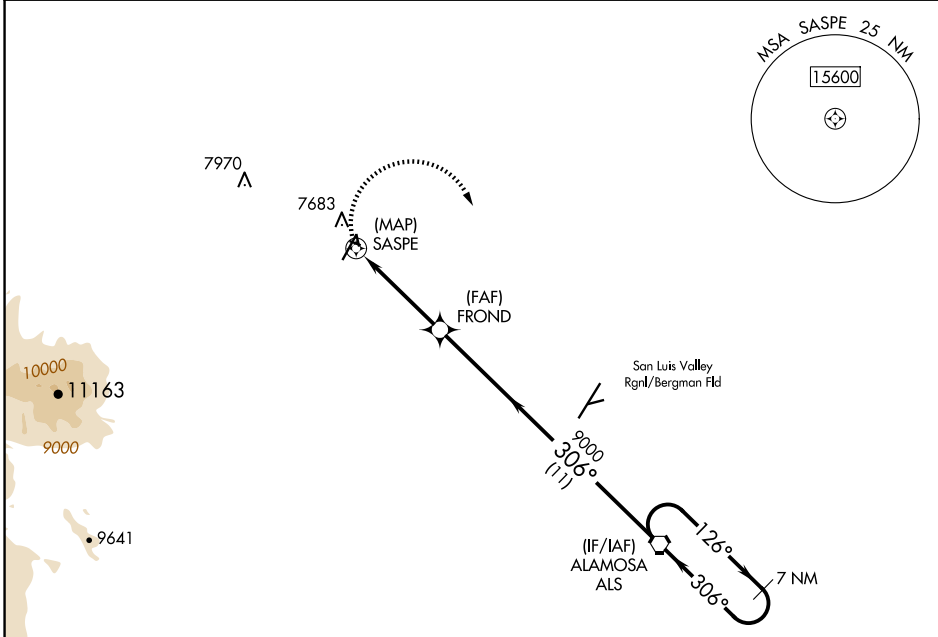 MSA SASPE 25 NM
15600
7970
7683
(MAP)
SASPE
(FAF)
FROND
San Luis Valley
Rgnl/Bergman Fld
10000
11163
9000
9000
306°
(11)
9641
(IF/IAF)
ALAMOSA
ALS
126°
306°
7 NM